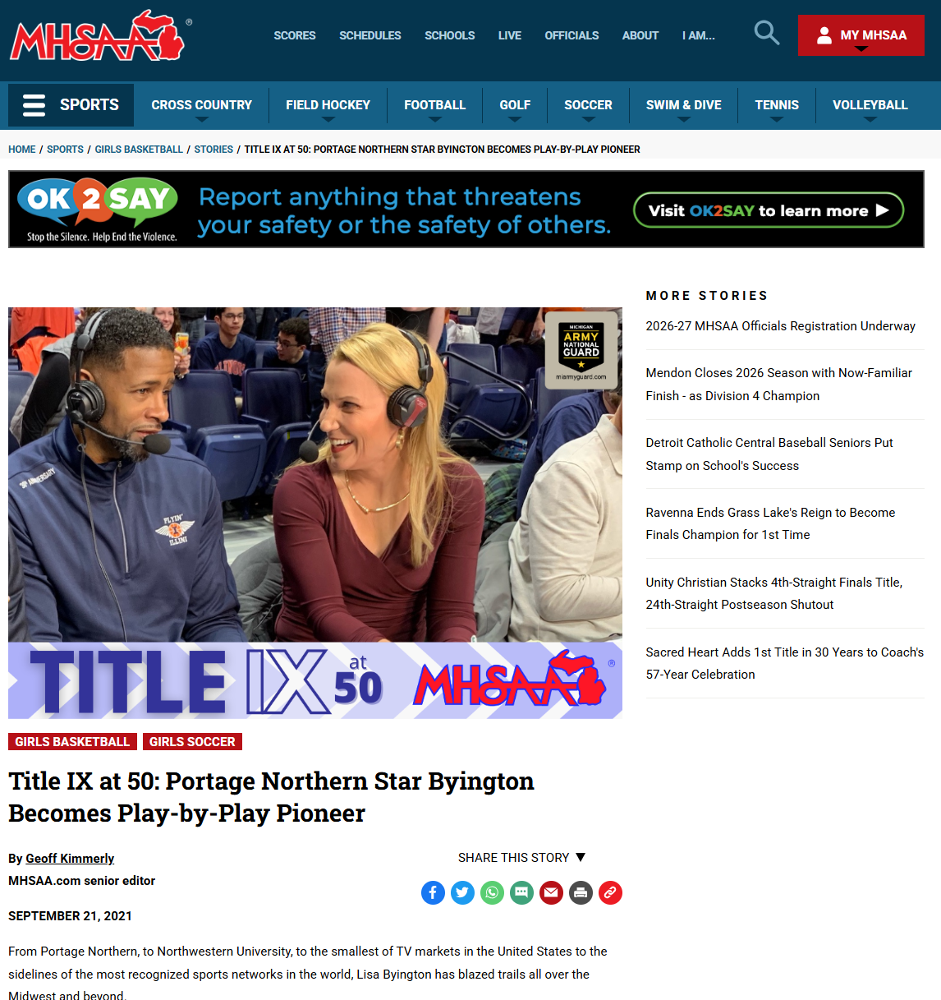 MHSAA ®
SCORES SCHEDULES SCHOOLS LIVE OFFICIALS ABOUT I AM... MY MHSAA
SPORTS CROSS COUNTRY FIELD HOCKEY FOOTBALL GOLF SOCCER SWIM & DIVE TENNIS VOLLEYBALL
HOME / SPORTS / GIRLS BASKETBALL / STORIES / TITLE IX AT 50: PORTAGE NORTHERN STAR BYINGTON BECOMES PLAY-BY-PLAY PIONEER
OK 2 SAY
Stop the Silence. Help End the Violence.
Report anything that threatens
your safety or the safety of others.
Visit OK2SAY to learn more ▶
MICHIGAN
ARMY
NATIONAL
GUARD
miarmyguard.com
ANNIVERSARY
FLYIN'
ILLINI
TITLE IX at 50 MHSAA ®
GIRLS BASKETBALL GIRLS SOCCER
Title IX at 50: Portage Northern Star Byington
Becomes Play-by-Play Pioneer
By Geoff Kimmerly
MHSAA.com senior editor
SHARE THIS STORY ▼
SEPTEMBER 21, 2021
From Portage Northern, to Northwestern University, to the smallest of TV markets in the United States to the
sidelines of the most recognized sports networks in the world, Lisa Byington has blazed trails all over the
Midwest and beyond.
MORE STORIES
2026-27 MHSAA Officials Registration Underway
Mendon Closes 2026 Season with Now-Familiar
Finish - as Division 4 Champion
Detroit Catholic Central Baseball Seniors Put
Stamp on School's Success
Ravenna Ends Grass Lake's Reign to Become
Finals Champion for 1st Time
Unity Christian Stacks 4th-Straight Finals Title,
24th-Straight Postseason Shutout
Sacred Heart Adds 1st Title in 30 Years to Coach's
57-Year Celebration